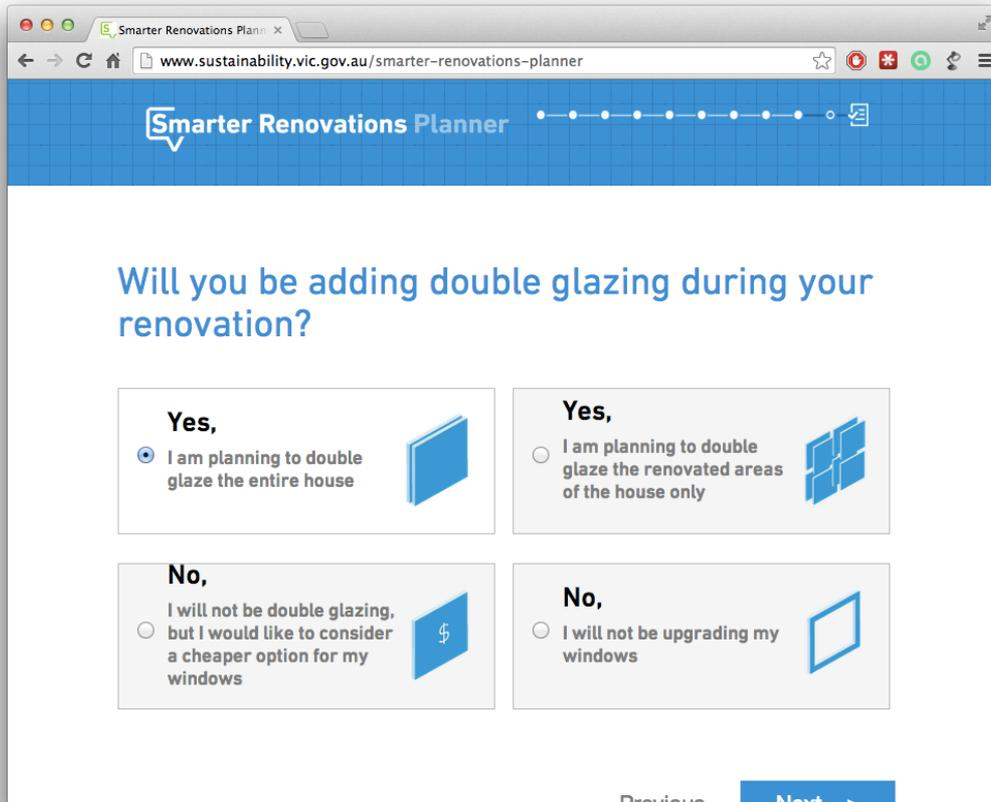 Smarter Renovations Plann
www.sustainability.vic.gov.au/smarter-renovations-planner
Smarter Renovations Planner
Will you be adding double glazing during your
renovation?
Yes,
I am planning to double
glaze the entire house
Yes,
I am planning to double
glaze the renovated areas
of the house only
No,
I will not be double glazing,
but I would like to consider
a cheaper option for my
windows
$
No,
I will not be upgrading my
windows
Previous
Next